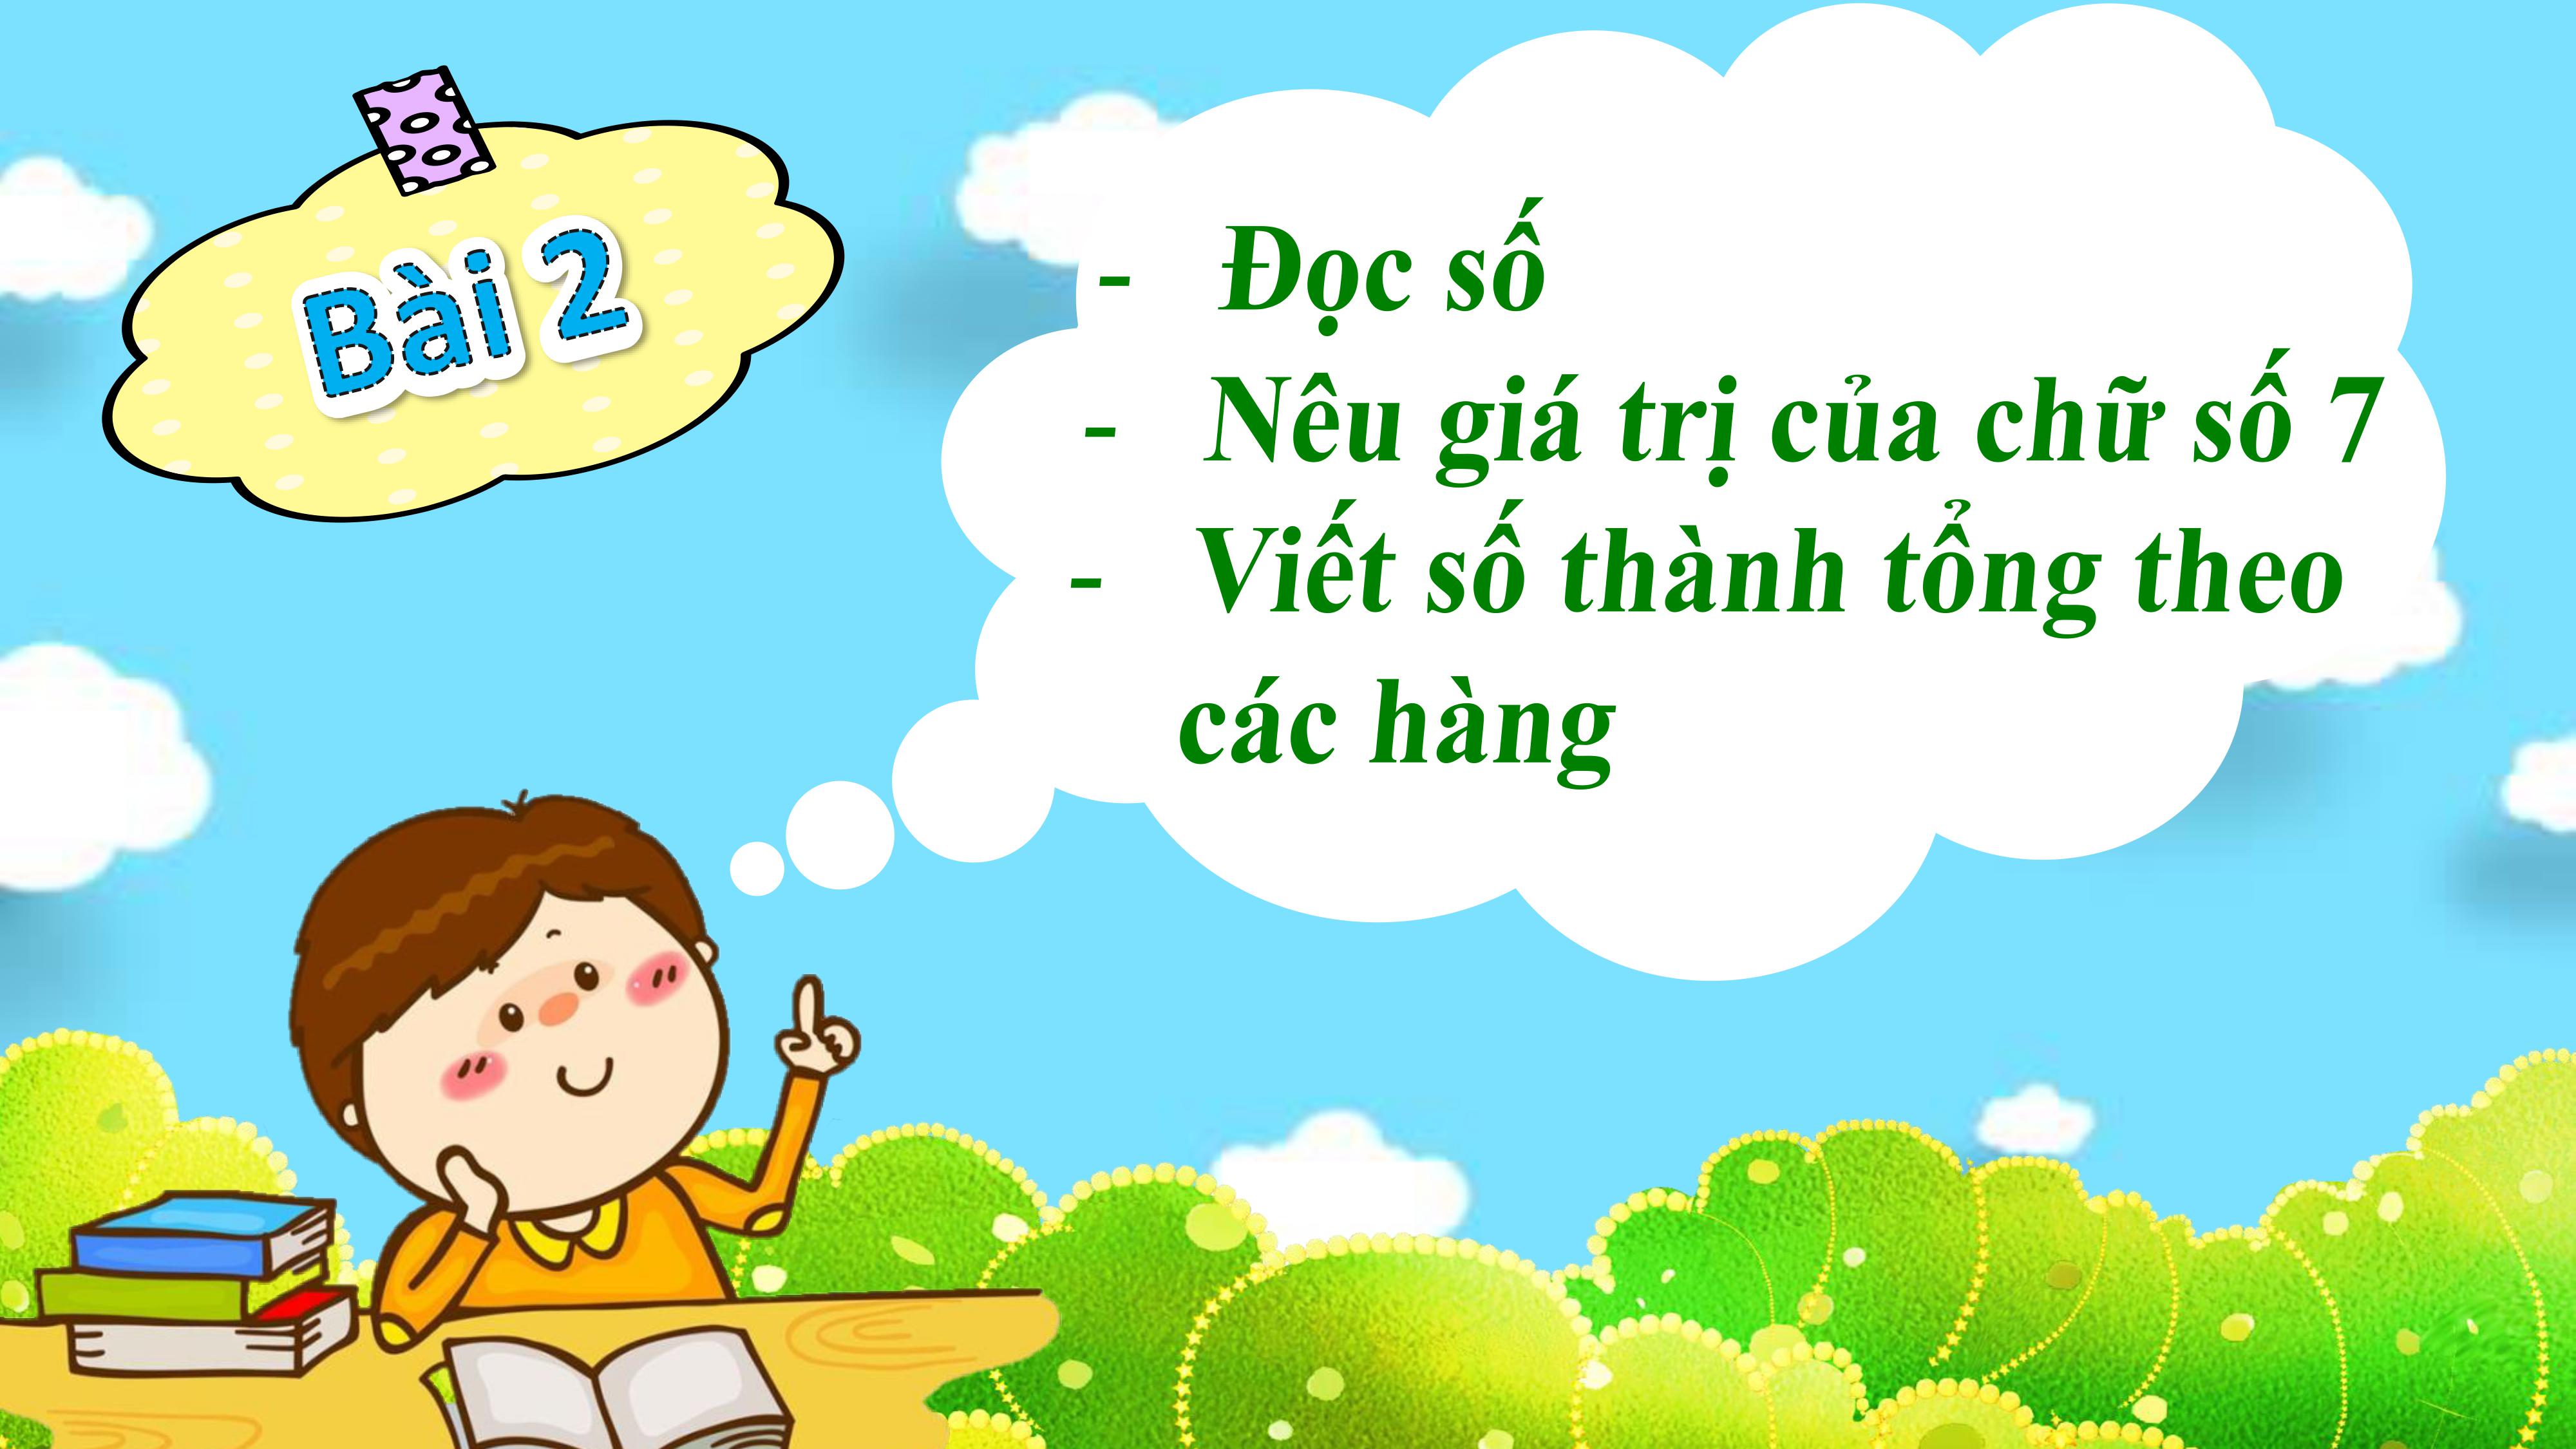 Bài 2
- Đọc số
- Nêu giá trị của chữ số 7
- Viết số thành tổng theo
các hàng